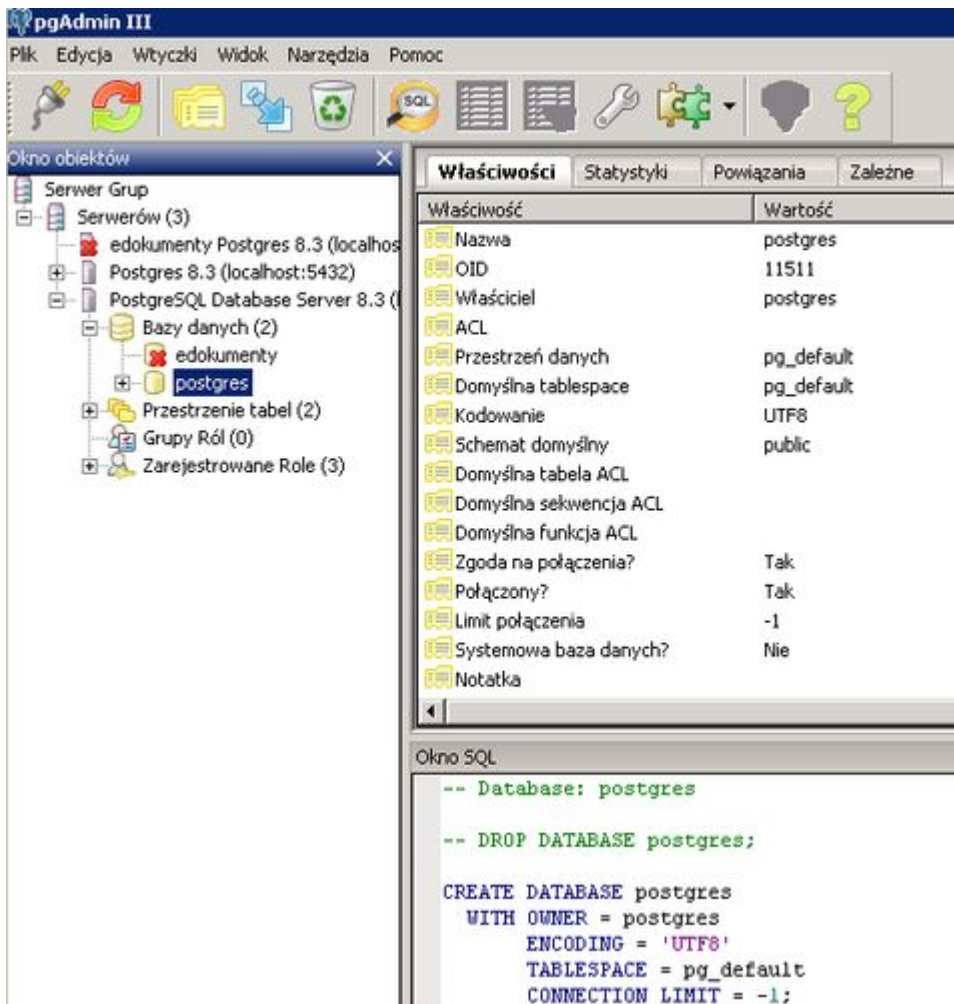 pgAdmin III
Plik Edycja Wtyczki Widok Narzędzia Pomoc
SQL
Okno obiektów
Serwer Grup
Serwerów (3)
edokumenty Postgres 8.3 (localhos
Postgres 8.3 (localhost:5432)
PostgreSQL Database Server 8.3 (l
Bazy danych (2)
edokumenty
postgres
Przestrzenie tabel (2)
Grupy Ról (0)
Zarejestrowane Role (3)
Właściwości Statystyki Powiązania Zależne
Właściwość Wartość
Nazwa postgres
OID 11511
Właściciel postgres
ACL
Przestrzeń danych pg_default
Domyślna tablespace pg_default
Kodowanie UTF8
Schemat domyślny public
Domyślna tabela ACL
Domyślna sekwencja ACL
Domyślna funkcja ACL
Zgoda na połączenia? Tak
Połączony? Tak
Limit połączenia -1
Systemowa baza danych? Nie
Notatka
Okno SQL
-- Database: postgres
-- DROP DATABASE postgres;
CREATE DATABASE postgres
WITH OWNER = postgres
ENCODING = 'UTF8'
TABLESPACE = pg_default
CONNECTION LIMIT = -1;